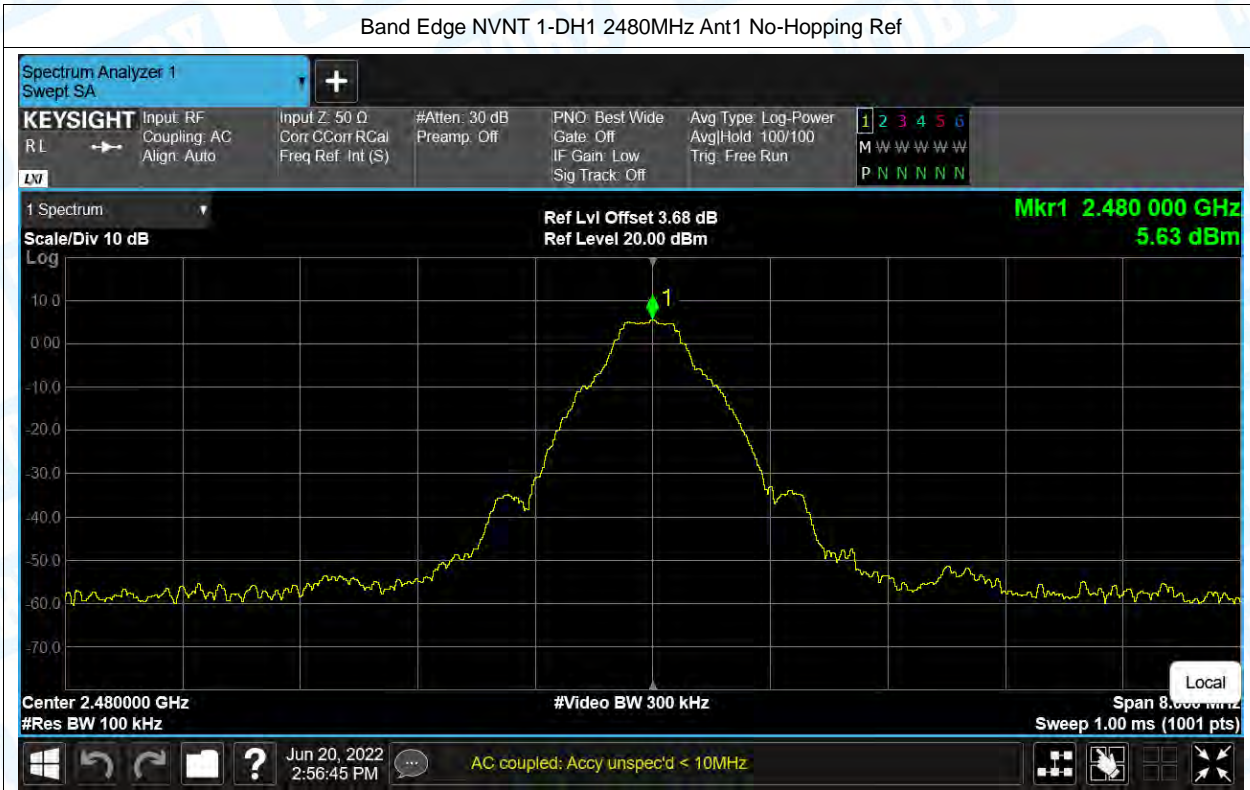 Band Edge NVNT 1-DH1 2480MHz Ant1 No-Hopping Ref
Spectrum Analyzer 1
Swept SA
KEYSIGHT
R L
LXI
Input: RF
Coupling: AC
Align: Auto
Input Z: 50 Ω
Corr CCorr RCal
Freq Ref: Int (S)
#Atten: 30 dB
Preamp: Off
PNO: Best Wide
Gate: Off
IF Gain: Low
Sig Track: Off
Avg Type: Log-Power
Avg|Hold: 100/100
Trig: Free Run
1 2 3 4 5 6
M W W W W W
P N N N N N
1 Spectrum
Scale/Div 10 dB
Ref Lvl Offset 3.68 dB
Ref Level 20.00 dBm
Mkr1 2.480 000 GHz
5.63 dBm
Log
1
10.0
0.00
-10.0
-20.0
-30.0
-40.0
-50.0
-60.0
-70.0
Local
Center 2.480000 GHz
#Video BW 300 kHz
Span 8.000 MHz
#Res BW 100 kHz
Sweep 1.00 ms (1001 pts)
?
Jun 20, 2022
2:56:45 PM
AC coupled: Accy unspec'd < 10MHz